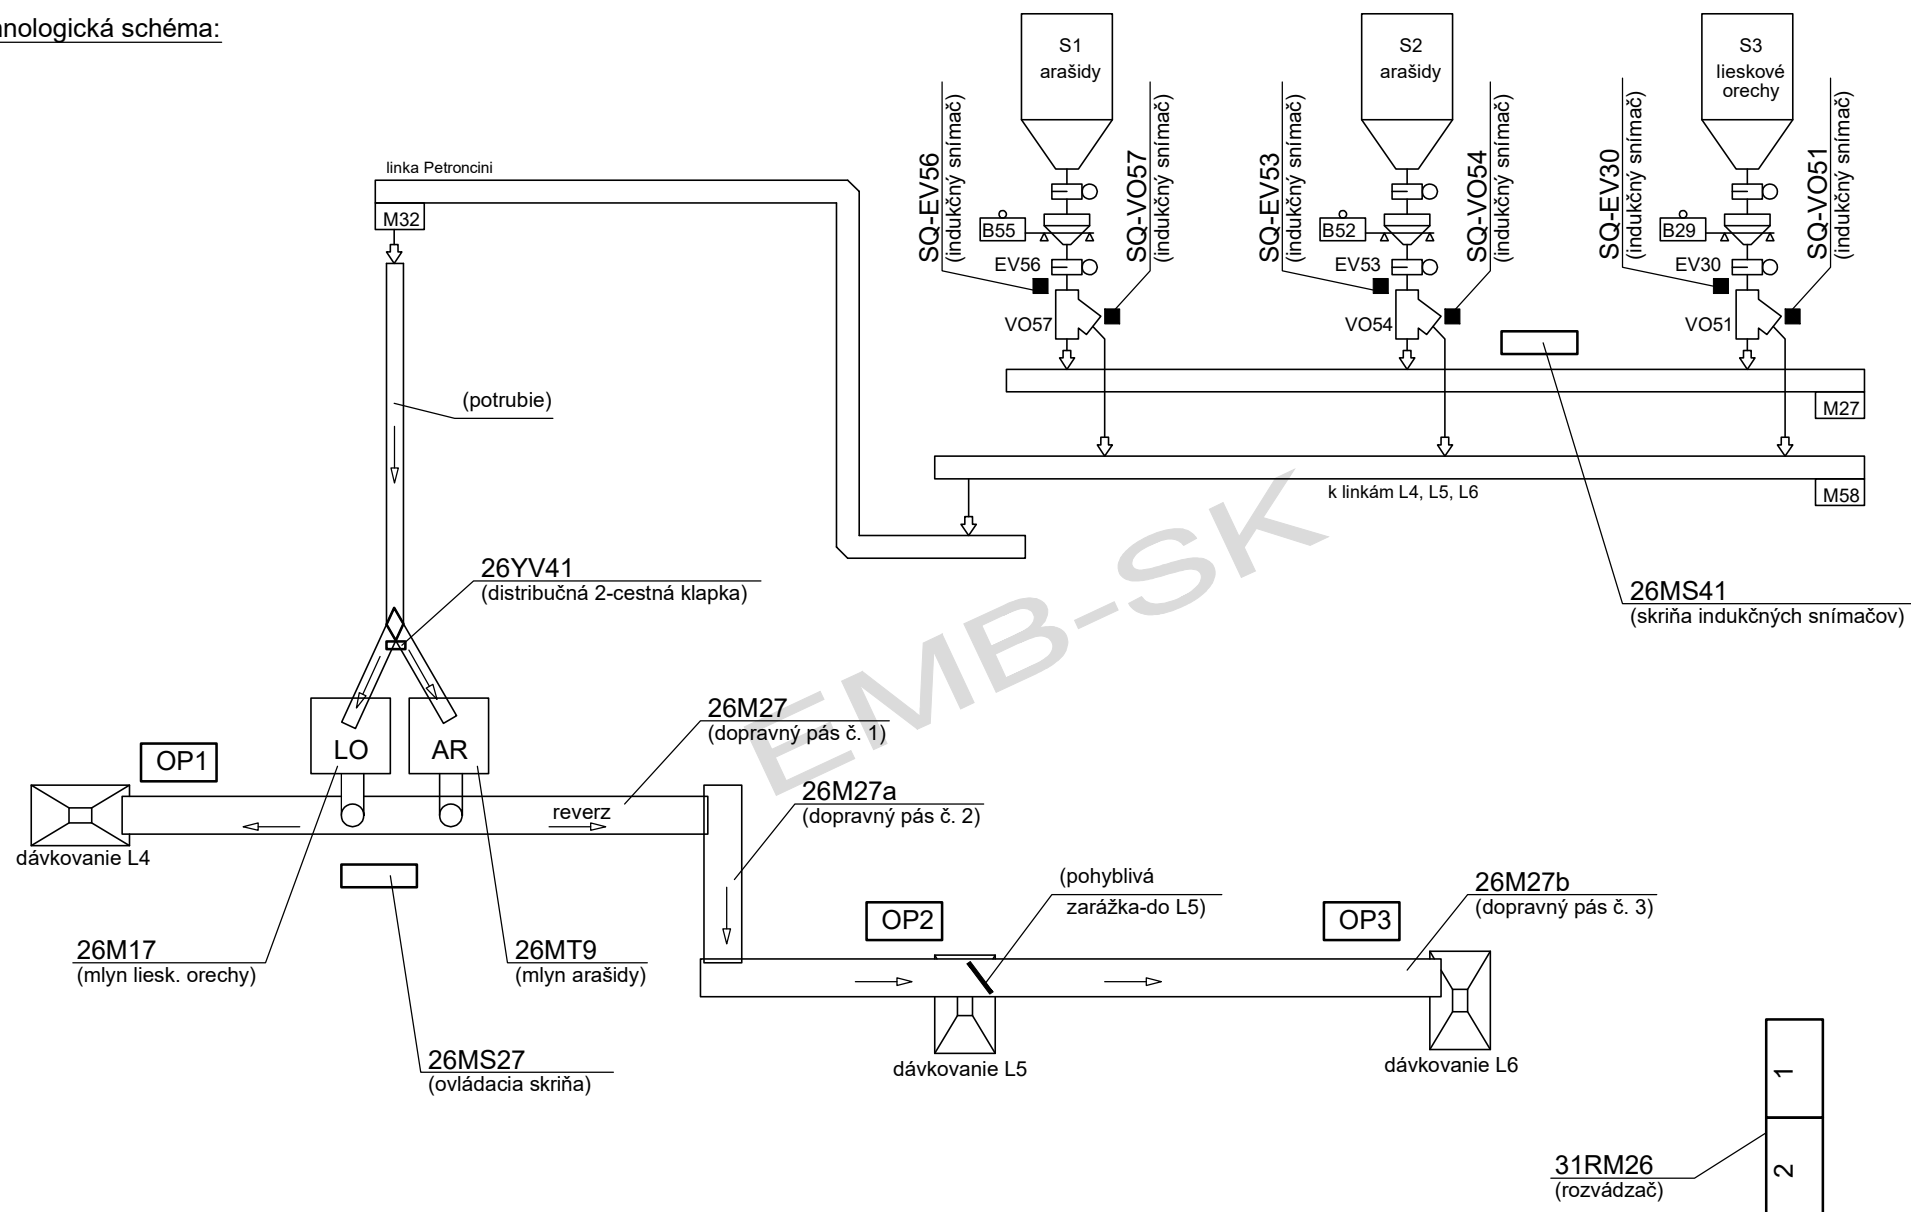 hnologická schéma:
S1
arašidy
S2
arašidy
S3
lieskové
orechy
SQ-EV56
(indukčný snímač)
SQ-VO57
(indukčný snímač)
SQ-EV53
(indukčný snímač)
SQ-VO54
(indukčný snímač)
SQ-EV30
(indukčný snímač)
SQ-VO51
(indukčný snímač)
linka Petroncini
M32
B55
B52
B29
EV56
EV53
EV30
VO57
VO54
VO51
(potrubie)
M27
k linkám L4, L5, L6
M58
26YV41
(distribučná 2-cestná klapka)
26MS41
(skriňa indukčných snímačov)
EMB-SK
26M27
(dopravný pás č. 1)
LO
AR
OP1
26M27a
(dopravný pás č. 2)
reverz
dávkovanie L4
(pohyblivá
zarážka-do L5)
26M27b
(dopravný pás č. 3)
OP2
OP3
26M17
(mlyn liesk. orechy)
26MT9
(mlyn arašidy)
26MS27
(ovládacia skriňa)
dávkovanie L5
dávkovanie L6
1
2
31RM26
(rozvádzač)